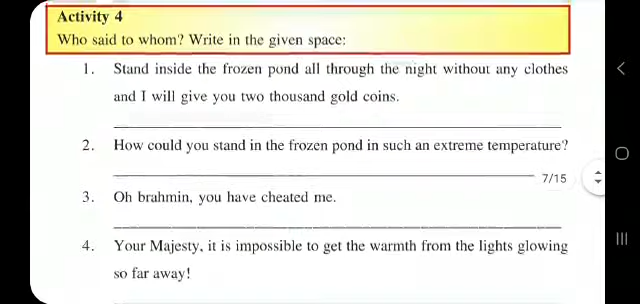 Activity 4
Who said to whom? Write in the given space:
1. Stand inside the frozen pond all through the night without any clothes
and I will give you two thousand gold coins.
2. How could you stand in the frozen pond in such an extreme temperature?
7/15
3. Oh brahmin, you have cheated me.
4. Your Majesty, it is impossible to get the warmth from the lights glowing
so far away!